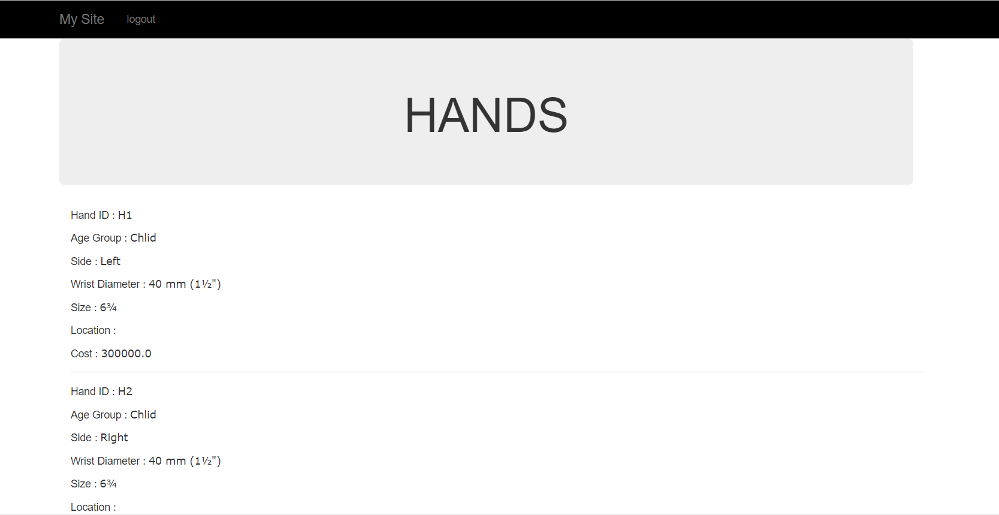 My Site logout
HANDS
Hand ID : H1
Age Group : Chlid
Side : Left
Wrist Diameter : 40 mm (1½")
Size : 6¾
Location :
Cost : 300000.0
Hand ID : H2
Age Group : Chlid
Side : Right
Wrist Diameter : 40 mm (1½")
Size : 6¾
Location :